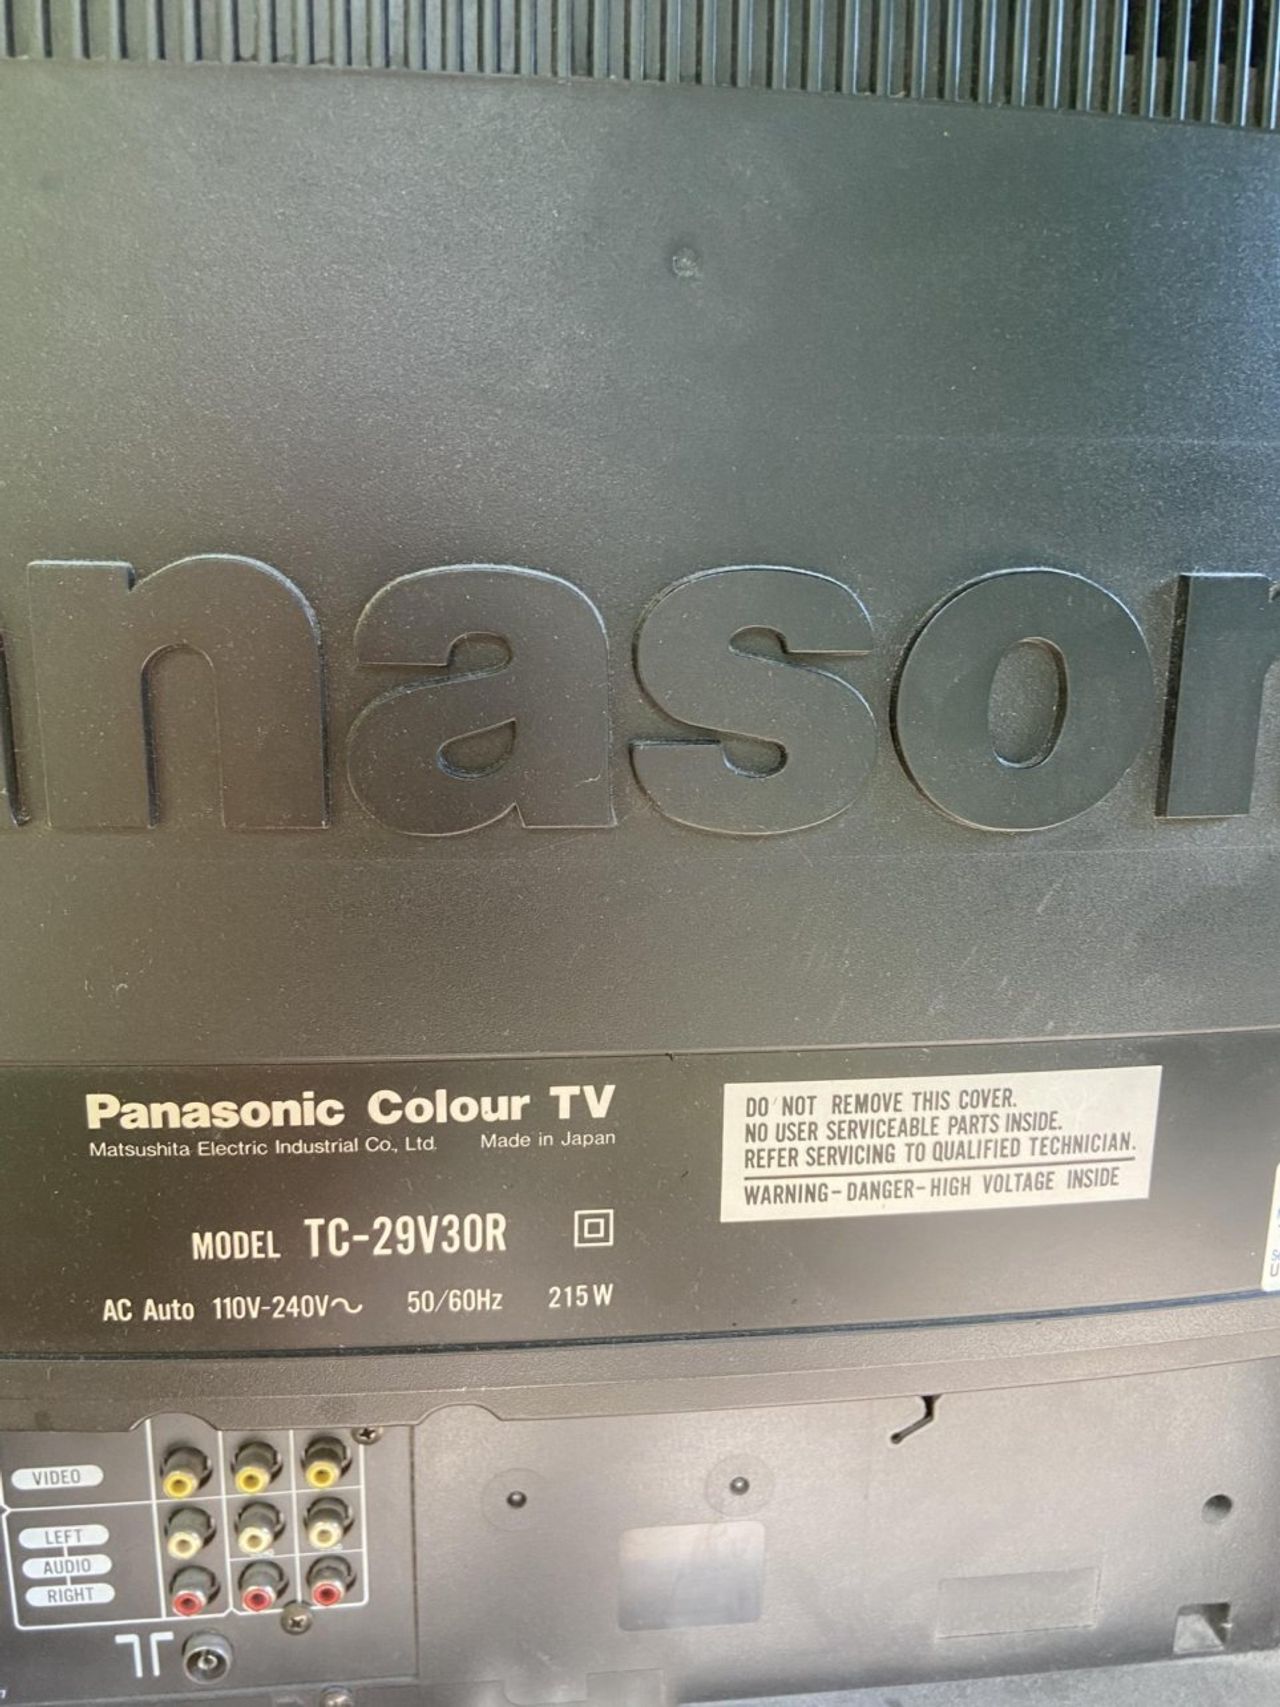 Panasonic
Panasonic Colour TV
Matsushita Electric Industrial Co., Ltd. Made in Japan
MODEL TC-29V30R
AC Auto 110V-240V～ 50/60Hz 215W
DO NOT REMOVE THIS COVER.
NO USER SERVICEABLE PARTS INSIDE.
REFER SERVICING TO QUALIFIED TECHNICIAN.
WARNING-DANGER-HIGH VOLTAGE INSIDE
VIDEO
LEFT
AUDIO
RIGHT